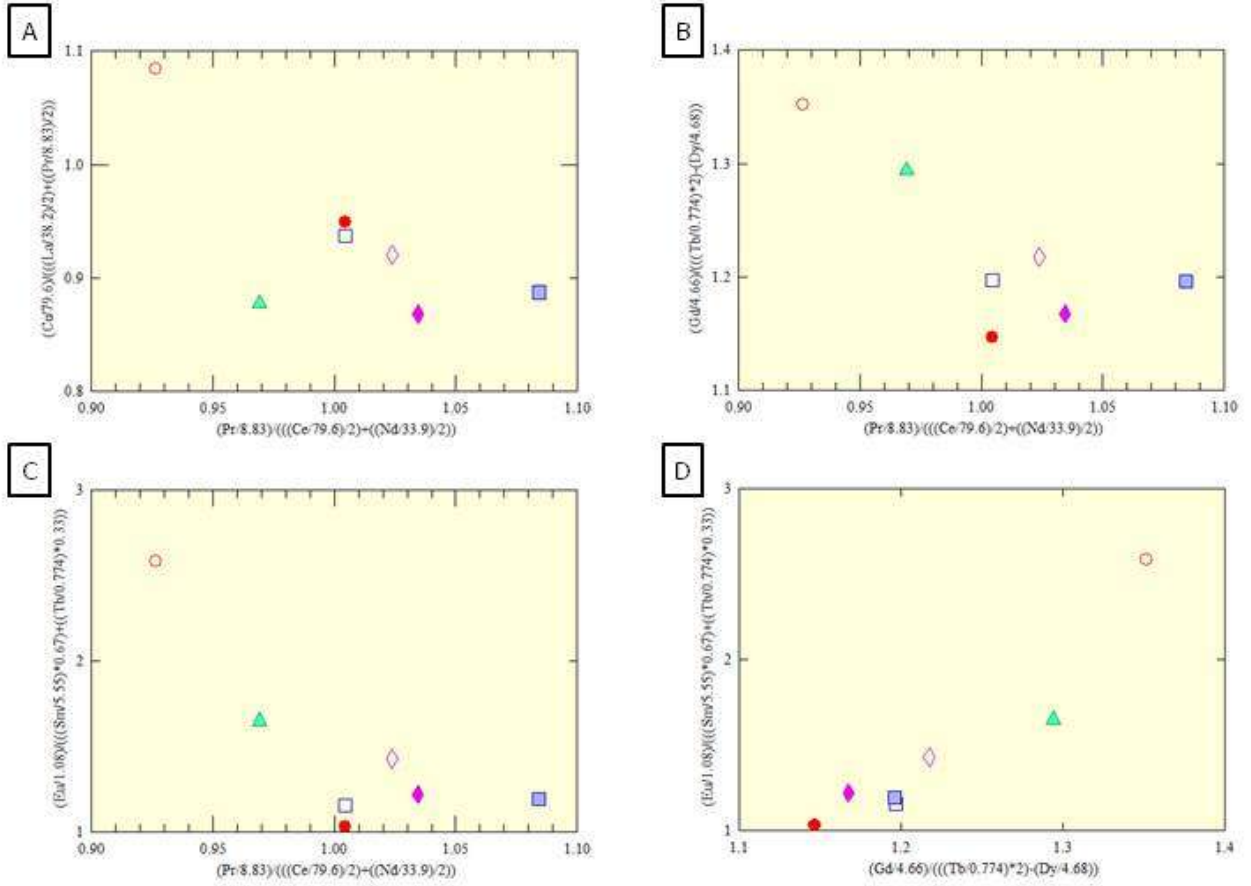 A
1.1
1.0
0.9
0.8
(Ce/79.6)/(((La/38.2)/2)+((Pr/8.83)/2))
0.90 0.95 1.00 1.05 1.10
(Pr/8.83)/(((Ce/79.6)/2)+((Nd/33.9)/2))
B
1.4
1.3
1.2
1.1
(Gd/4.66)/(((Tb/0.774)*2)-(Dy/4.68))
0.90 0.95 1.00 1.05 1.10
(Pr/8.83)/(((Ce/79.6)/2)+((Nd/33.9)/2))
C
3
2
1
(Eu/1.08)/(((Sm/5.55)*0.67)+((Tb/0.774)*0.33))
0.90 0.95 1.00 1.05 1.10
(Pr/8.83)/(((Ce/79.6)/2)+((Nd/33.9)/2))
D
3
2
1
(Eu/1.08)/(((Sm/5.55)*0.67)+((Tb/0.774)*0.33))
1.1 1.2 1.3 1.4
(Gd/4.66)/(((Tb/0.774)*2)-(Dy/4.68))